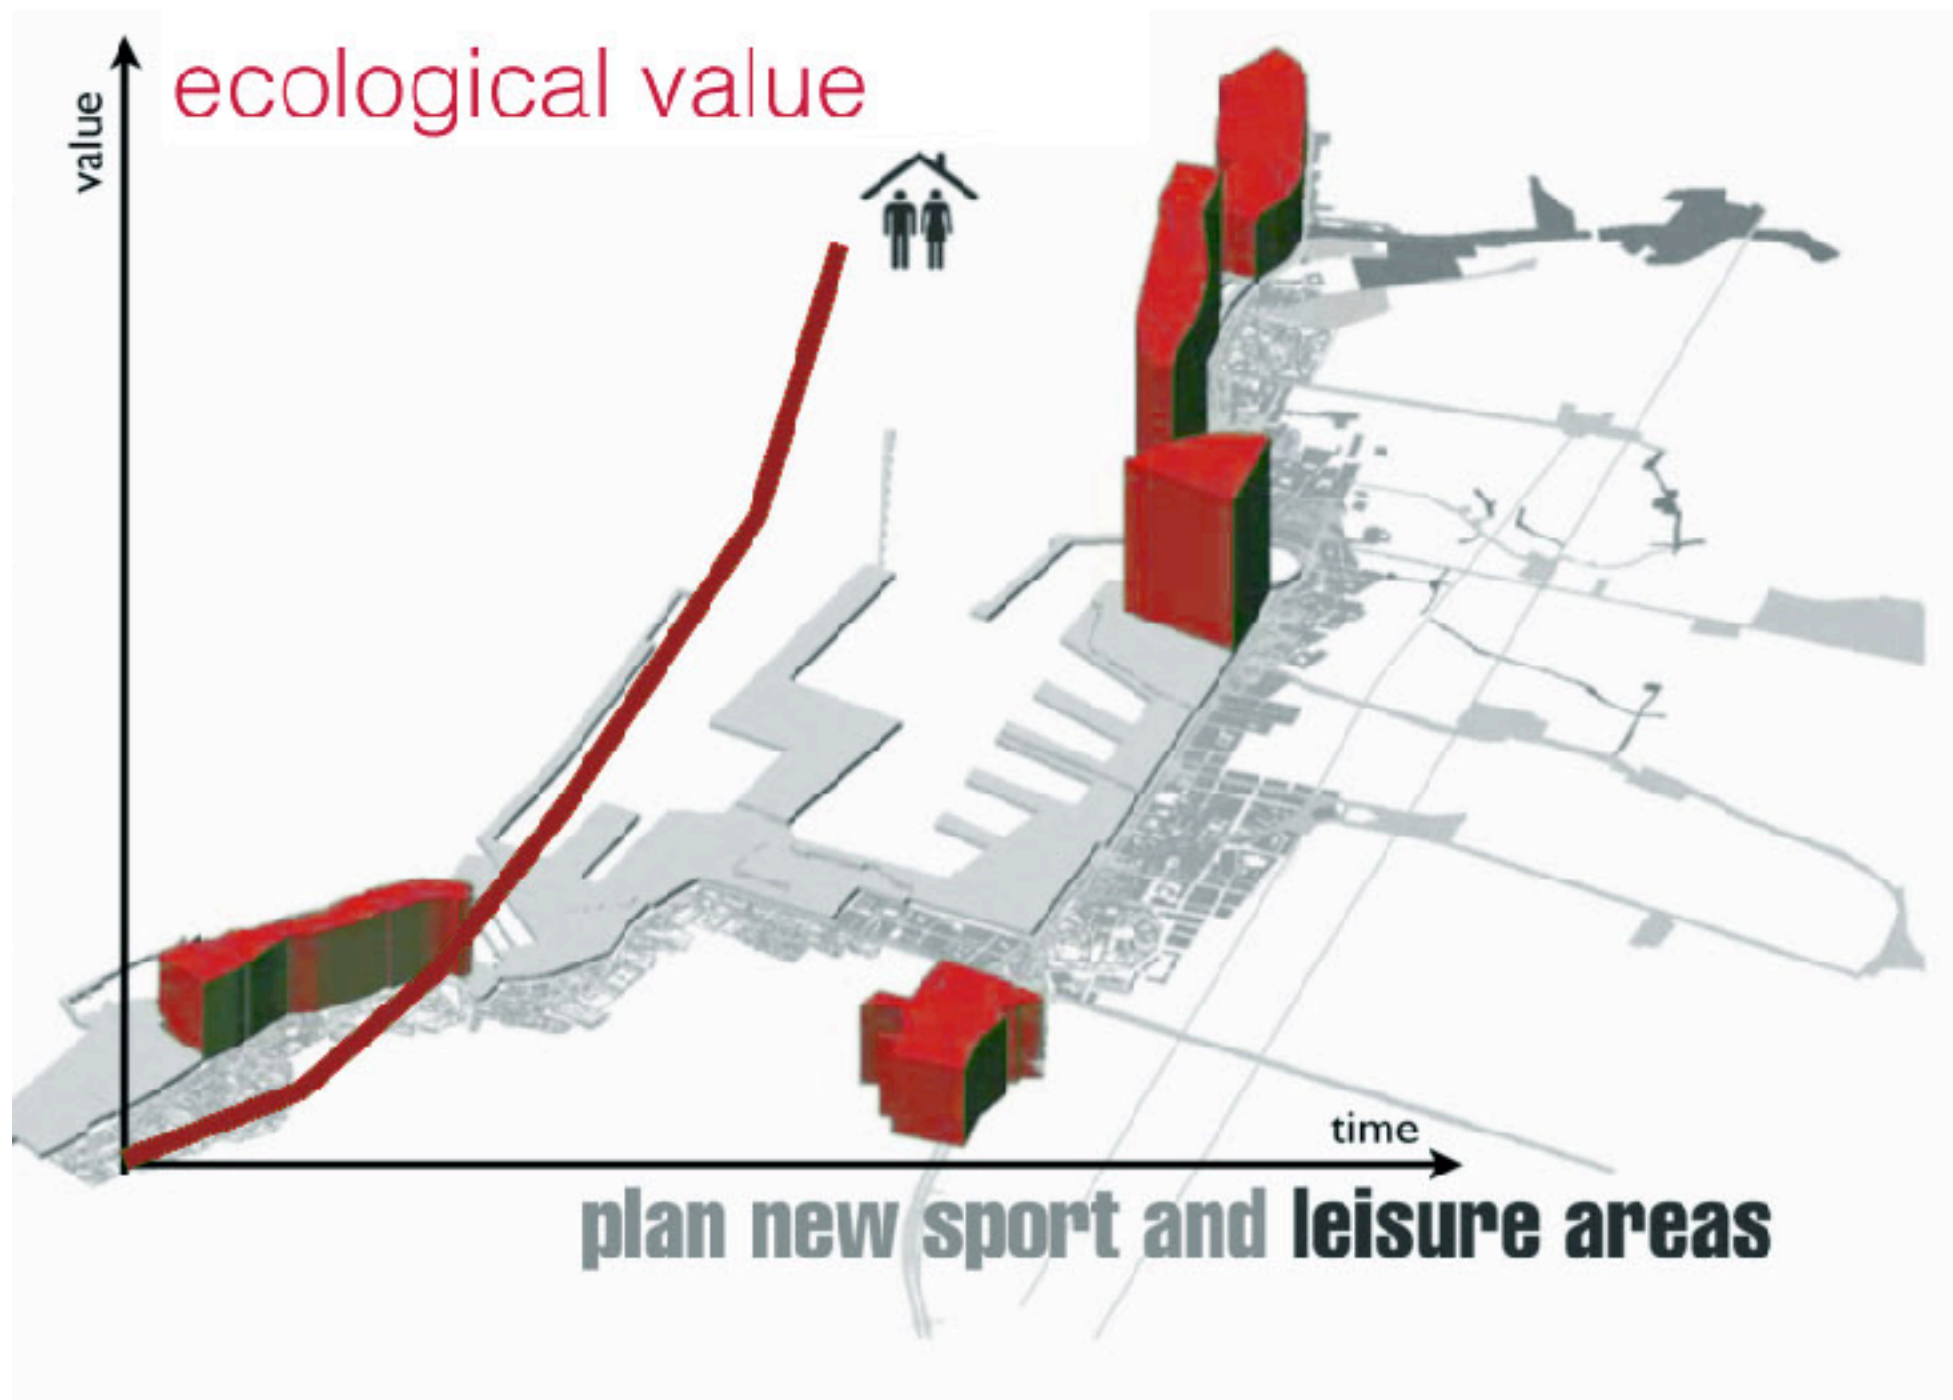 ecological value
value
time
plan new sport and leisure areas